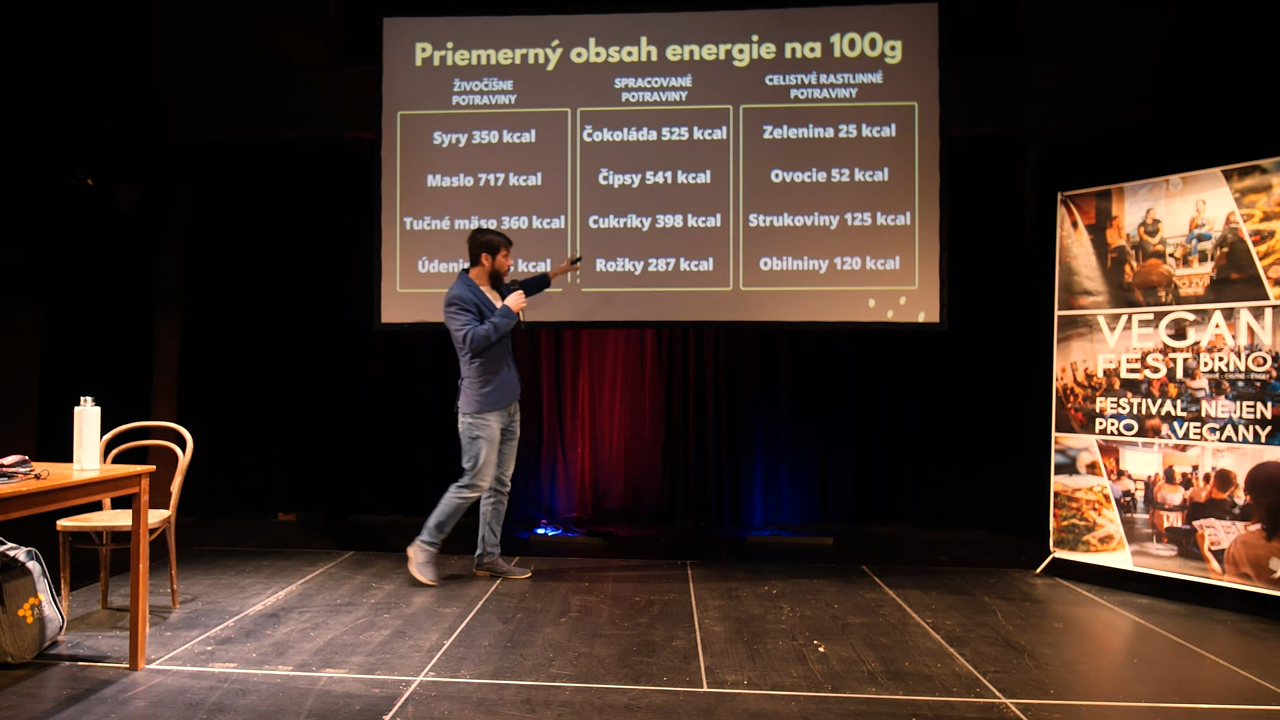 Priemerný obsah energie na 100g
ŽIVOČÍŠNE
POTRAVINY
Syry 350 kcal
Maslo 717 kcal
Tučné mäso 360 kcal
kcal
SPRACOVANÉ
POTRAVINY
Čokoláda 525 kcal
Čipsy 541 kcal
Cukríky 398 kcal
Rožky 287 kcal
CELISTVÉ RASTLINNÉ
POTRAVINY
Zelenina 25 kcal
Ovocie 52 kcal
Strukoviny 125 kcal
Obilniny 120 kcal
VEGAN
FEST BRNO
FESTIVAL NEJEN
PRO VEGANY